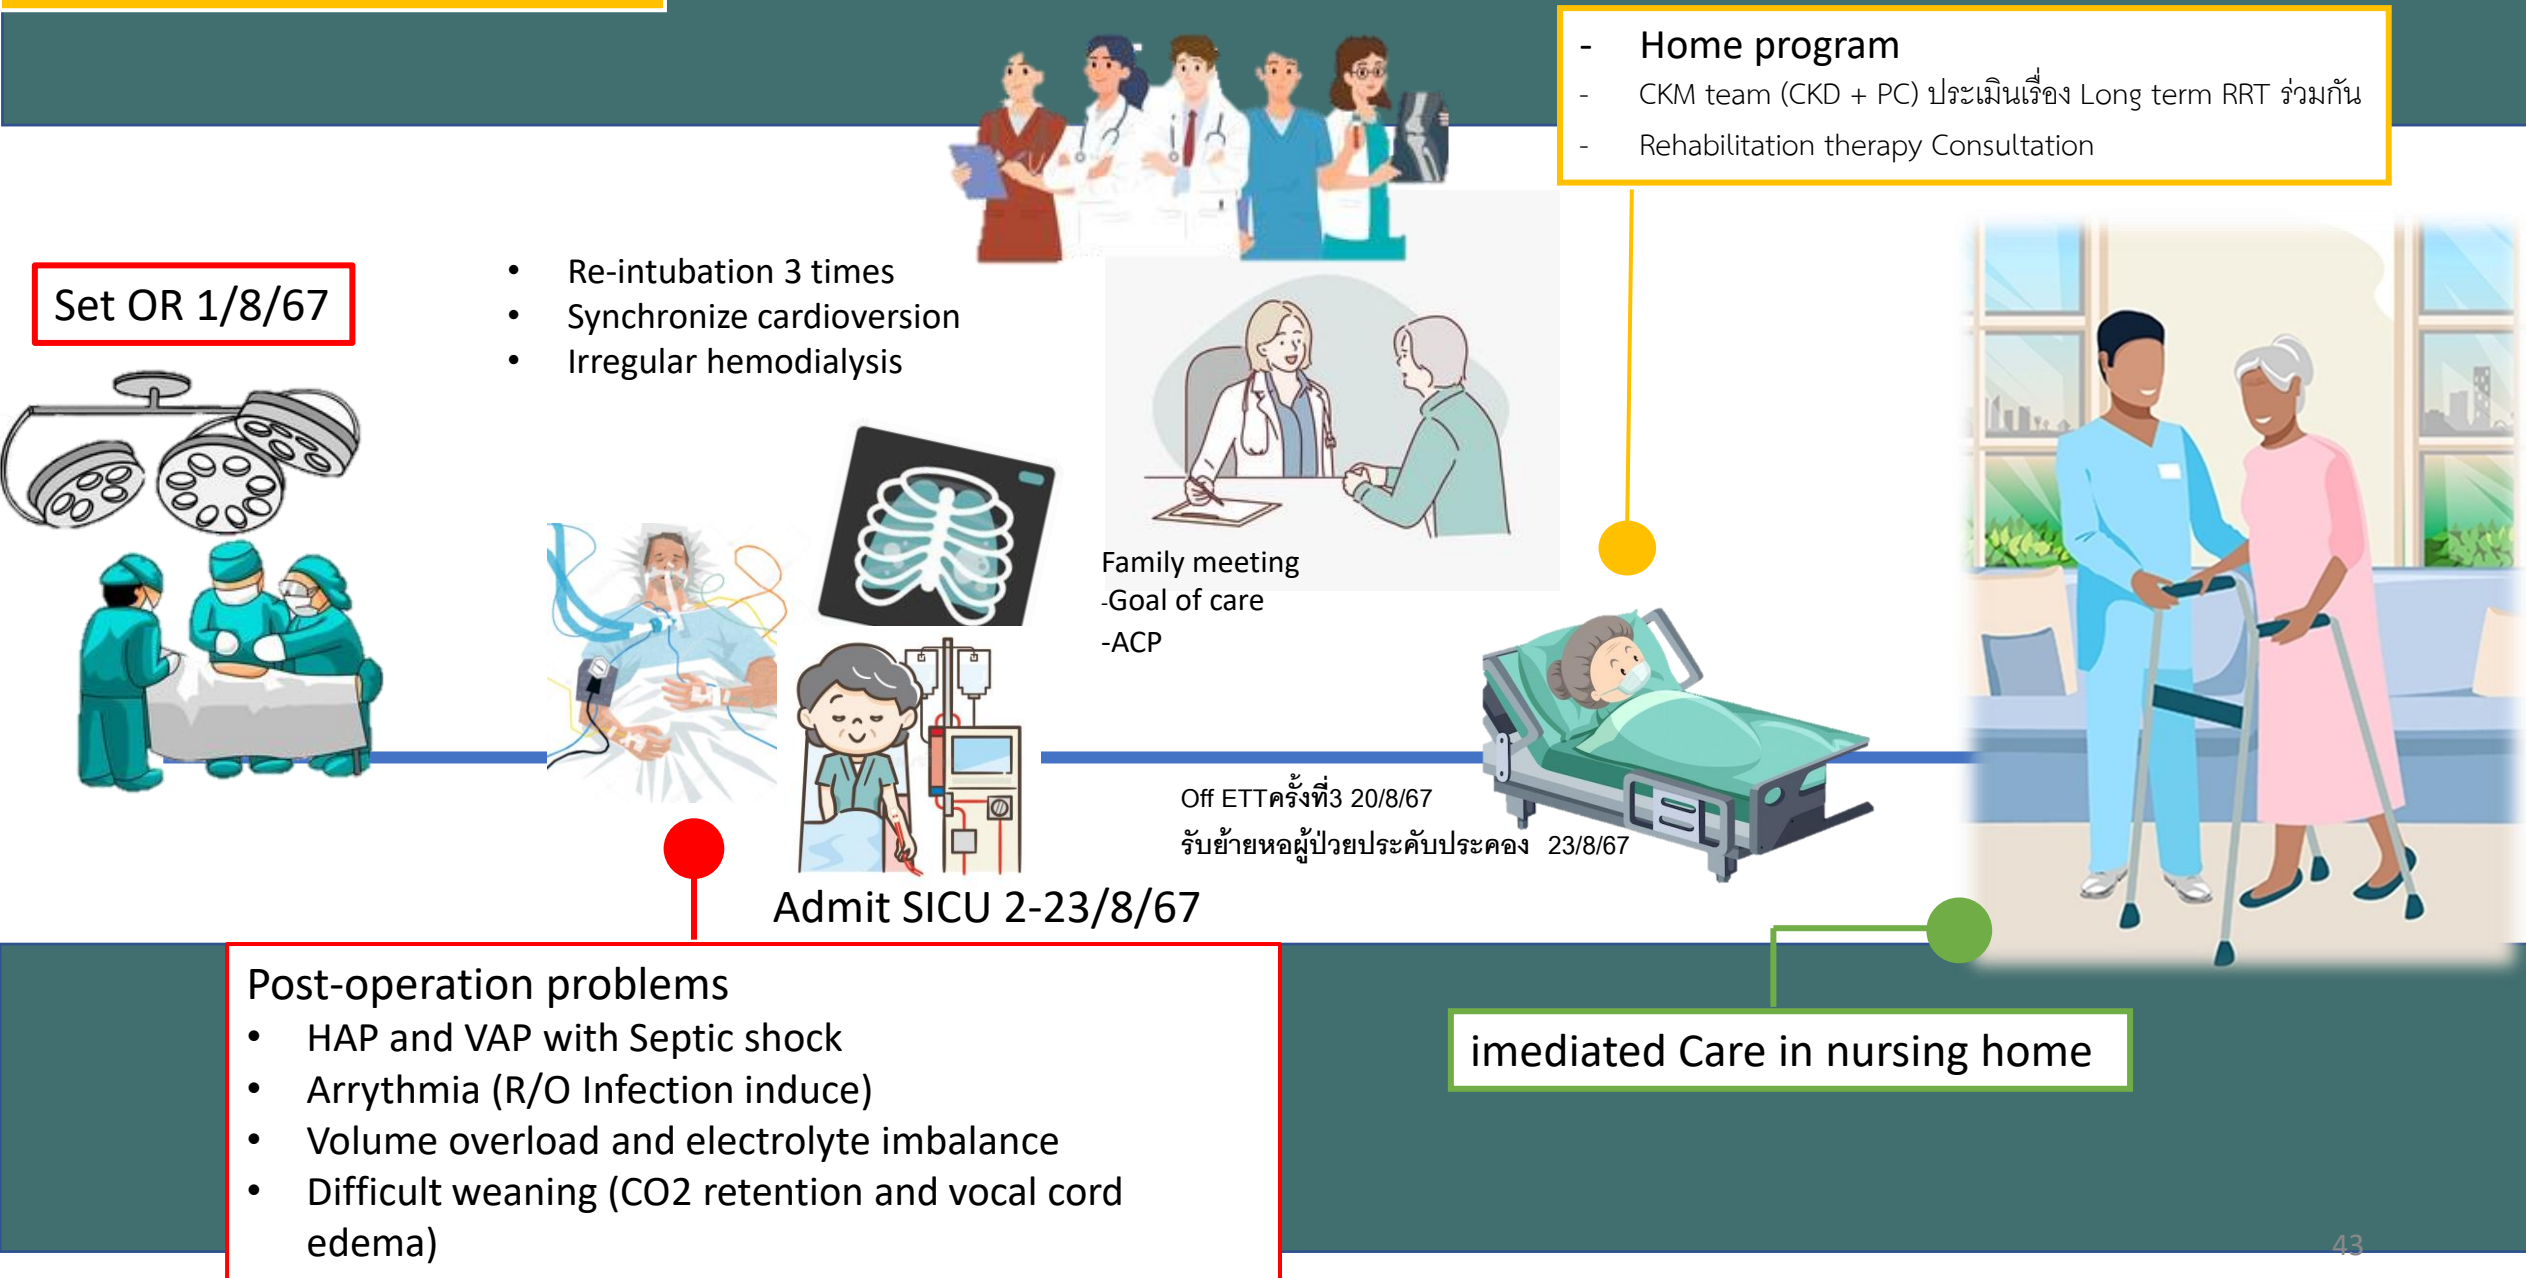 - Home program
- CKM team (CKD + PC) ประเมินเรื่อง Long term RRT ร่วมกัน
- Rehabilitation therapy Consultation
Set OR 1/8/67
• Re-intubation 3 times
• Synchronize cardioversion
• Irregular hemodialysis
Family meeting
-Goal of care
-ACP
Off ETTครั้งที่3 20/8/67
รับย้ายหอผู้ป่วยประคับประคอง 23/8/67
Admit SICU 2-23/8/67
Post-operation problems
• HAP and VAP with Septic shock
• Arrythmia (R/O Infection induce)
• Volume overload and electrolyte imbalance
• Difficult weaning (CO2 retention and vocal cord
edema)
imediated Care in nursing home
43